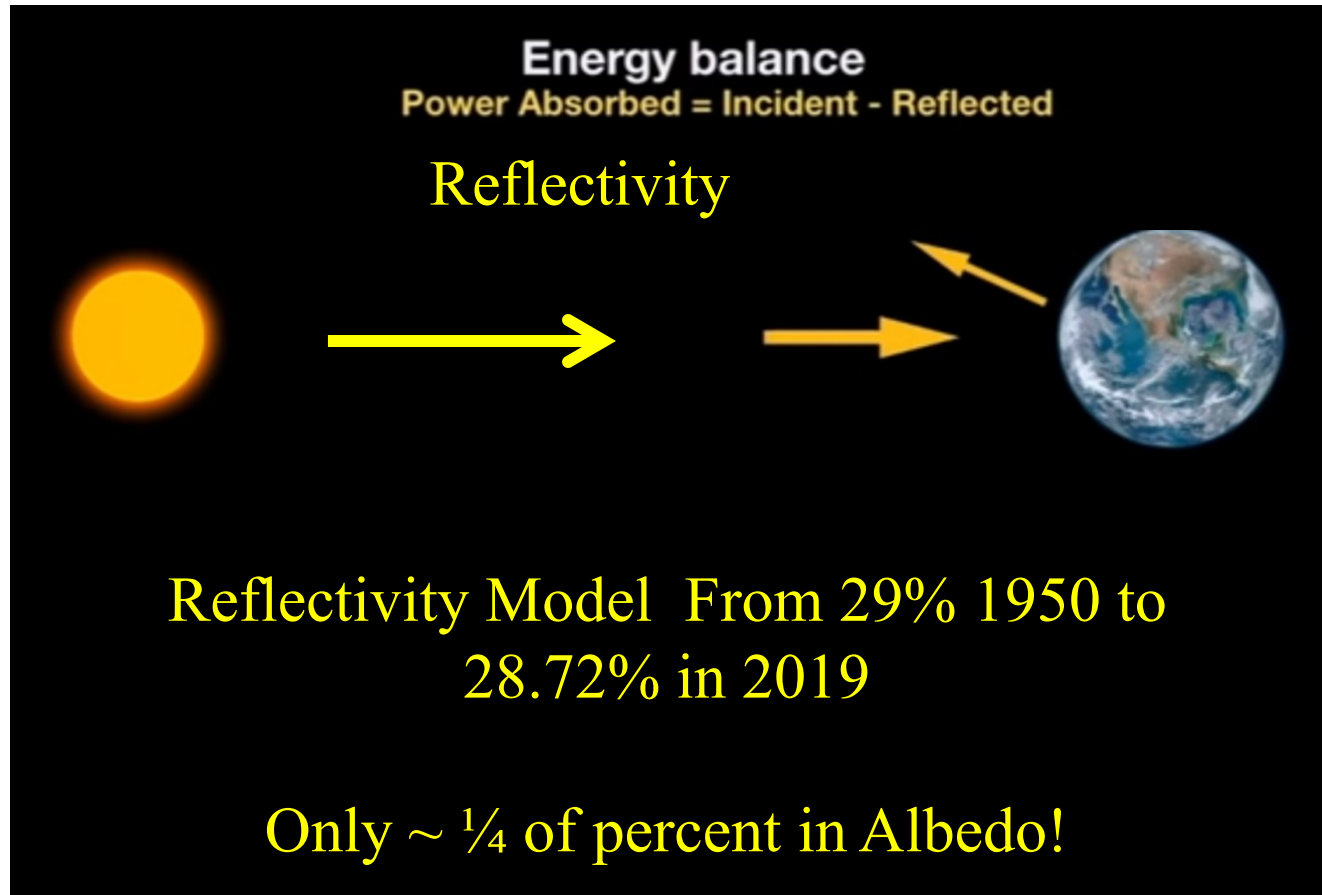 Energy balance
Power Absorbed = Incident - Reflected
Reflectivity
Reflectivity Model  From 29% 1950 to
28.72% in 2019
Only ~ ¼ of percent in Albedo!